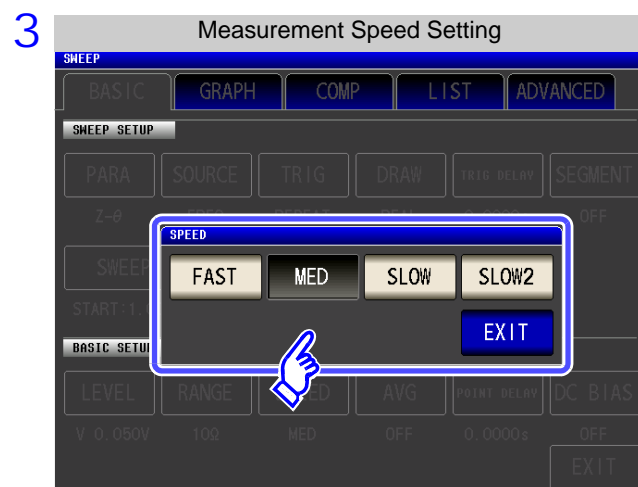 3
Measurement Speed Setting
SWEEP
BASIC GRAPH COMP LIST ADVANCED
SWEEP SETUP
PARA SOURCE TRIG DRAW TRIG DELAY SEGMENT
Z-θ OFF
SPEED
SWEEP
FAST MED SLOW SLOW2
START:1.
EXIT
BASIC SETU
LEVEL RANGE AVG POINT DELAY DC BIAS
V 0.050V 10Ω MED OFF 0.0000s OFF
EXIT